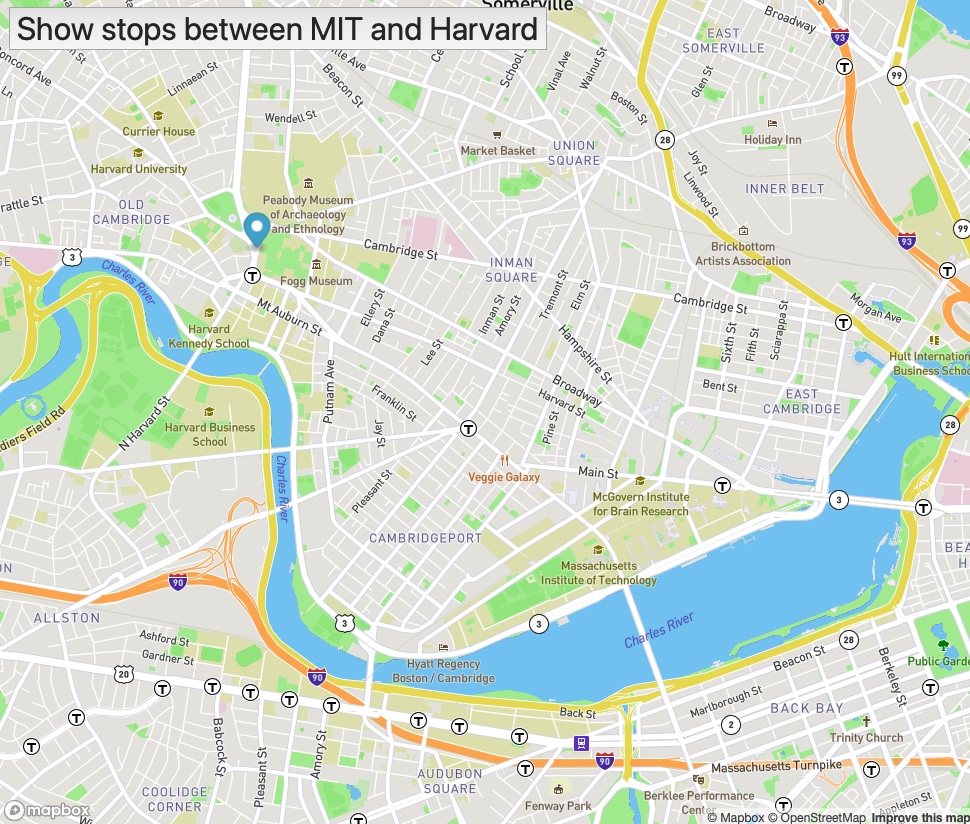 Show stops between MIT and Harvard
Somerville
Broadway
93
EAST
SOMERVILLE
T
99
Linnaean St
Beacon St
School St
Vinal Ave
Walnut St
Glen St
Boston St
Currier House
Wendell St
Market Basket
UNION
SQUARE
28
Holiday Inn
Harvard University
Joy St
Linwood St
INNER BELT
OLD
CAMBRIDGE
Peabody Museum
of Archaeology
and Ethnology
Cambridge St
Brickbottom
Artists Association
93
99
3
Charles River
T
Fogg Museum
INMAN
SQUARE
T
Mt Auburn St
Ellery St
Dana St
Inman St
Amory St
Tremont St
Elm St
Cambridge St
Morgan Ave
Harvard
Kennedy School
Lee St
Hampshire St
Sixth St
Fifth St
Sciarappa St
T
Hult Internation
Business Schoo
Putnam Ave
Franklin St
Broadway
Harvard St
Bent St
EAST
CAMBRIDGE
N Harvard St
Harvard Business
School
Jay St
T
Pine St
28
diers Field Rd
Charles River
Pleasant St
Veggie Galaxy
Main St
T
McGovern Institute
for Brain Research
3
T
CAMBRIDGEPORT
Massachusetts
Institute of Technology
90
ALLSTON
3
3
Charles River
Ashford St
Gardner St
28
Beacon St
Berkeley St
Public Garde
20
90
Hyatt Regency
Boston / Cambridge
T
T
T
T
T
T
T
T
T
Back St
Marlborough St
2
BACK BAY
T
Trinity Church
T
Babcock St
Pleasant St
Amory St
T
90
Massachusetts Turnpike
T
AUDUBON
SQUARE
COOLIDGE
CORNER
Fenway Park
Berklee Performance
Center
T
T
Appleton St
mapbox
© Mapbox © OpenStreetMap Improve this map